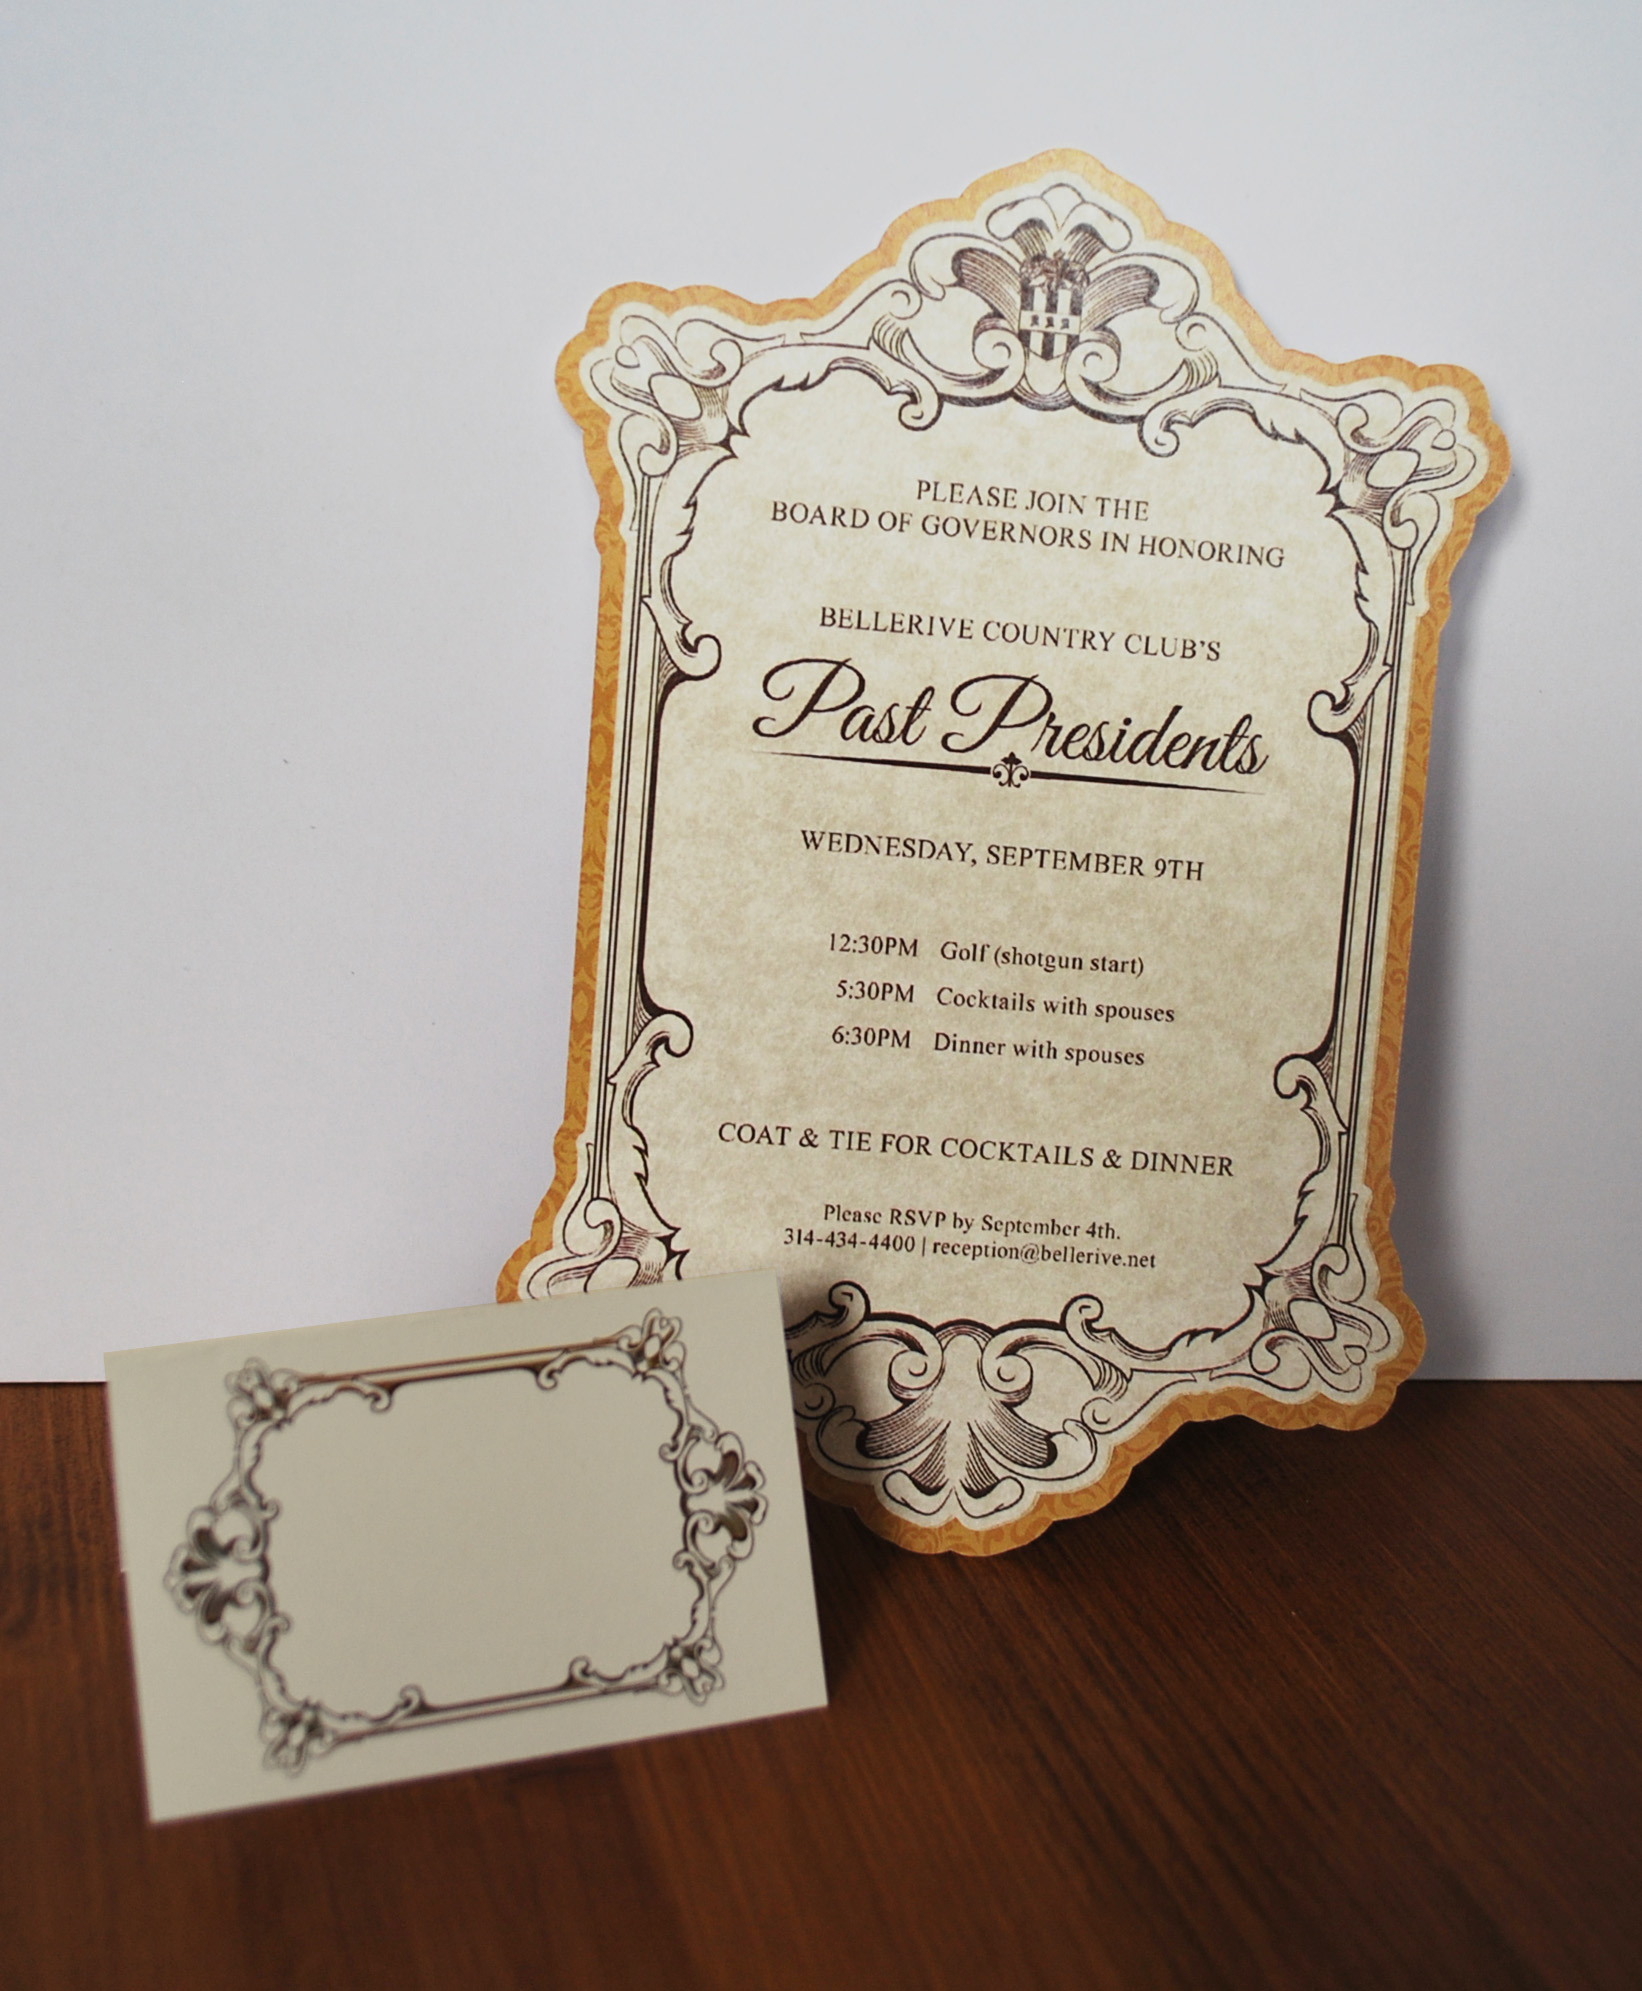 PLEASE JOIN THE
BOARD OF GOVERNORS IN HONORING
BELLERIVE COUNTRY CLUB'S
Past Presidents
WEDNESDAY, SEPTEMBER 9TH
12:30PM Golf (shotgun start)
5:30PM Cocktails with spouses
6:30PM Dinner with spouses
COAT & TIE FOR COCKTAILS & DINNER
Please RSVP by September 4th.
314-434-4400 | reception@bellerive.net